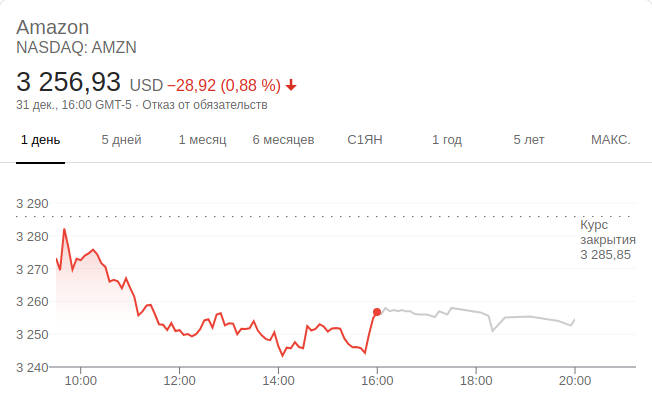 Amazon
NASDAQ: AMZN
3 256,93 USD −28,92 (0,88 %)
31 дек., 16:00 GMT-5 · Отказ от обязательств
1 день 5 дней 1 месяц 6 месяцев С1ЯН 1 год 5 лет МАКС.
3 290
Курс
закрытия
3 285,85
3 280
3 270
3 260
3 250
3 240
10:00 12:00 14:00 16:00 18:00 20:00